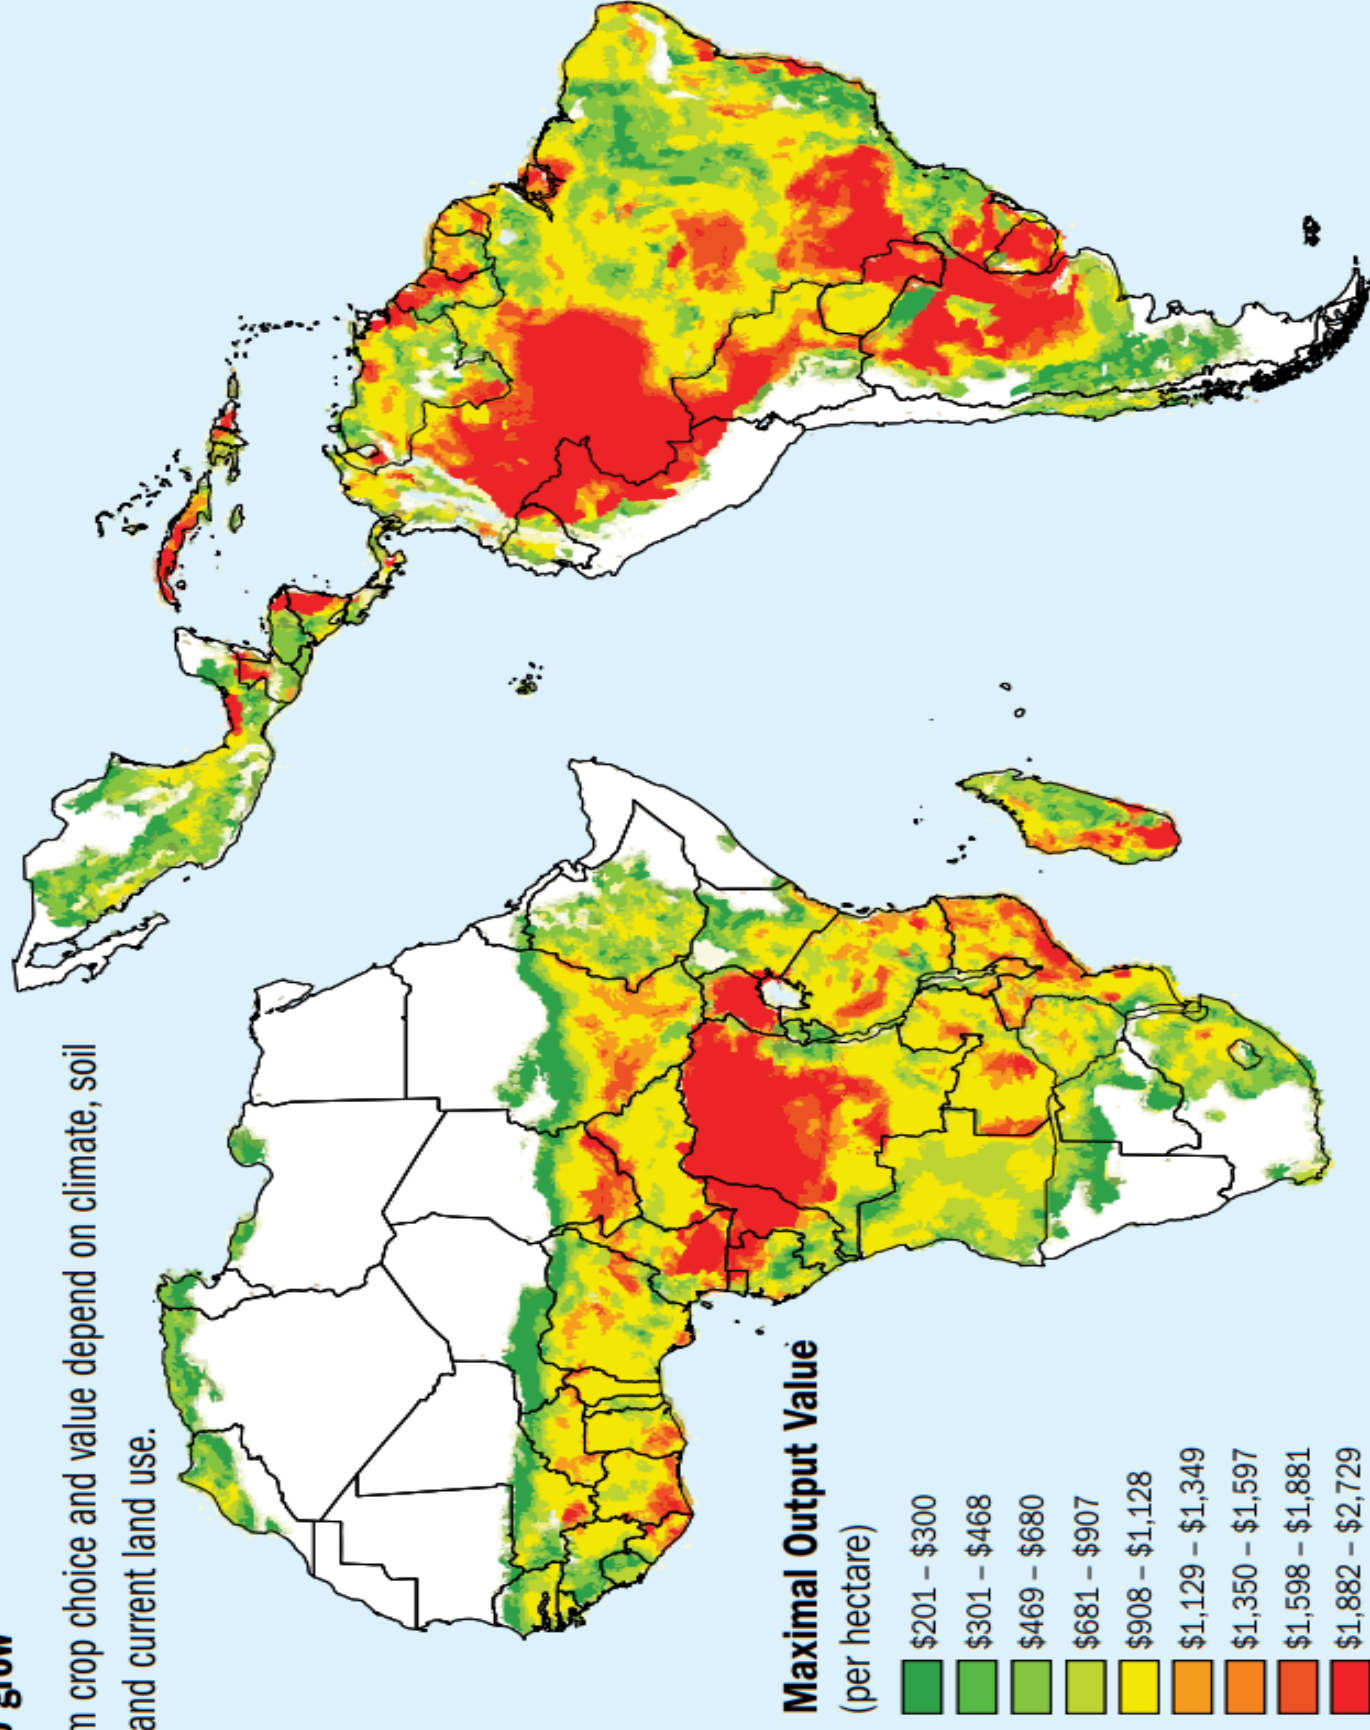 grow
crop choice and value depend on climate, soil
and current land use.
Maximal Output Value
(per hectare)
$201 – $300
$301 – $468
$469 – $680
$681 – $907
$908 – $1,128
$1,129 – $1,349
$1,350 – $1,597
$1,598 – $1,881
$1,882 – $2,729